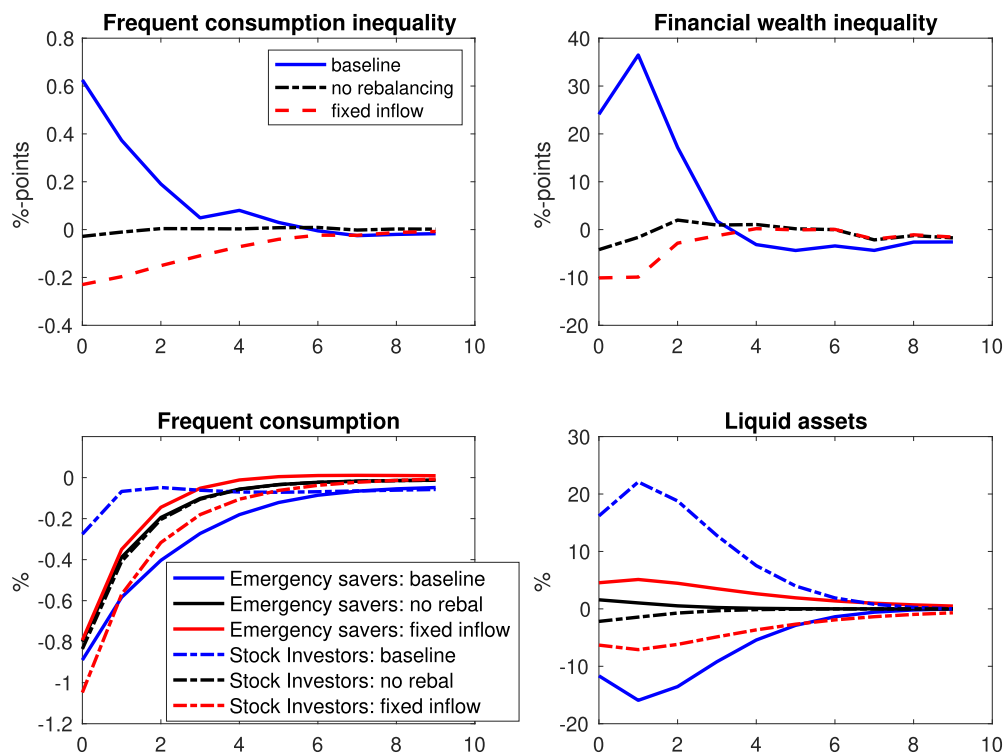 Frequent consumption inequality
0.8
0.6
0.4
0.2
0
-0.2
-0.4
%-points
0 2 4 6 8 10
baseline
no rebalancing
fixed inflow
Financial wealth inequality
40
30
20
10
0
-10
-20
%-points
0 2 4 6 8 10
Frequent consumption
0
-0.2
-0.4
-0.6
-0.8
-1
-1.2
%
0 2 4 6 8 10
Emergency savers: baseline
Emergency savers: no rebal
Emergency savers: fixed inflow
Stock Investors: baseline
Stock Investors: no rebal
Stock Investors: fixed inflow
Liquid assets
30
20
10
0
-10
-20
%
0 2 4 6 8 10